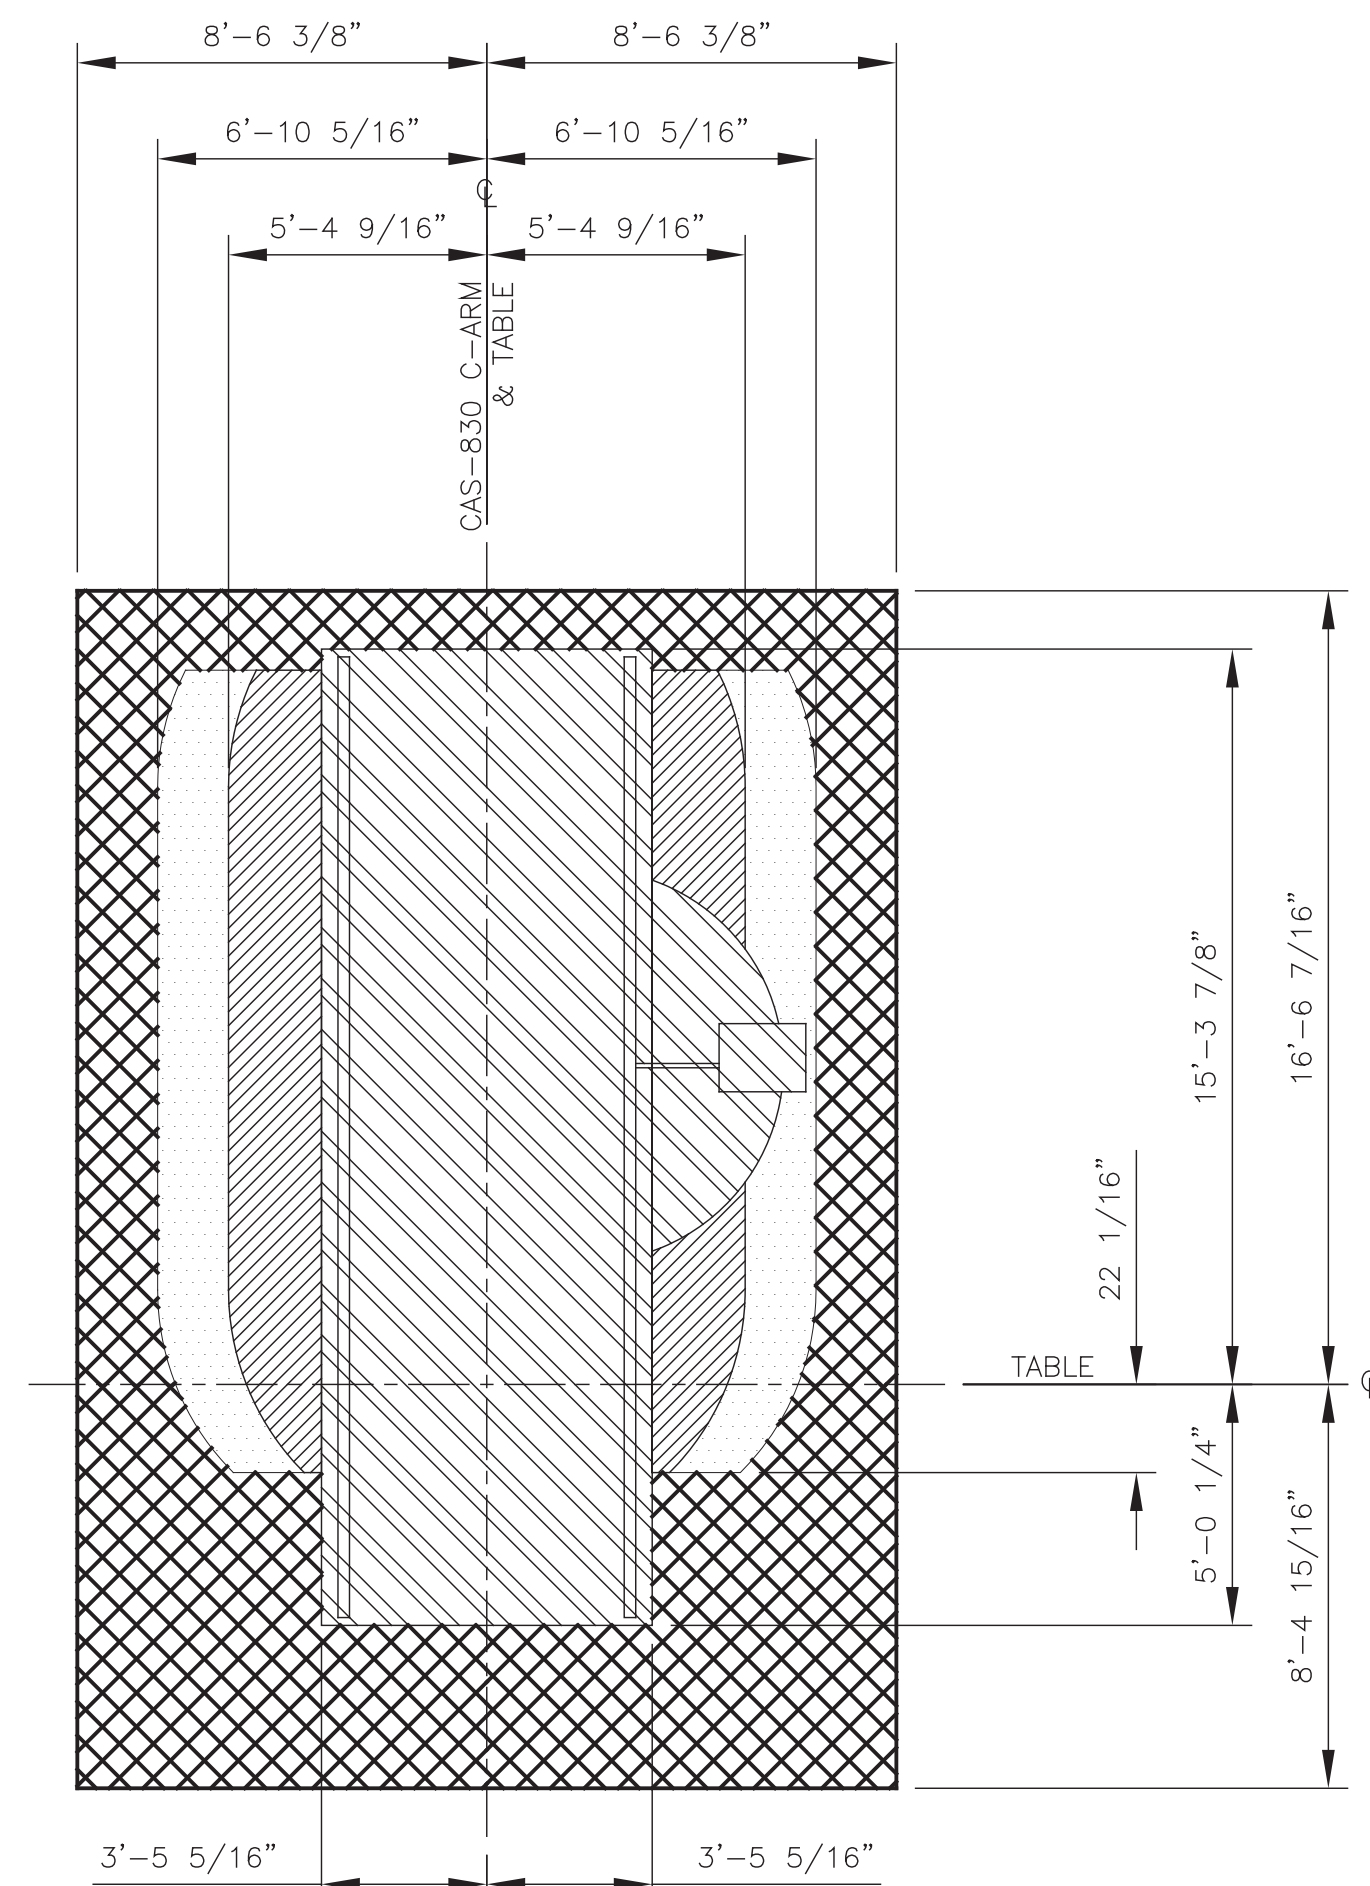 8’-6 3/8” 8’-6 3/8”
6’-10 5/16” 6’-10 5/16”
℄
5’-4 9/16” 5’-4 9/16”
CAS-830 C-ARM
& TABLE
16’-6 7/16”
15’-3 7/8”
22 1/16”
TABLE
℄
5’-0 1/4”
8’-4 15/16”
3’-5 5/16” 3’-5 5/16”